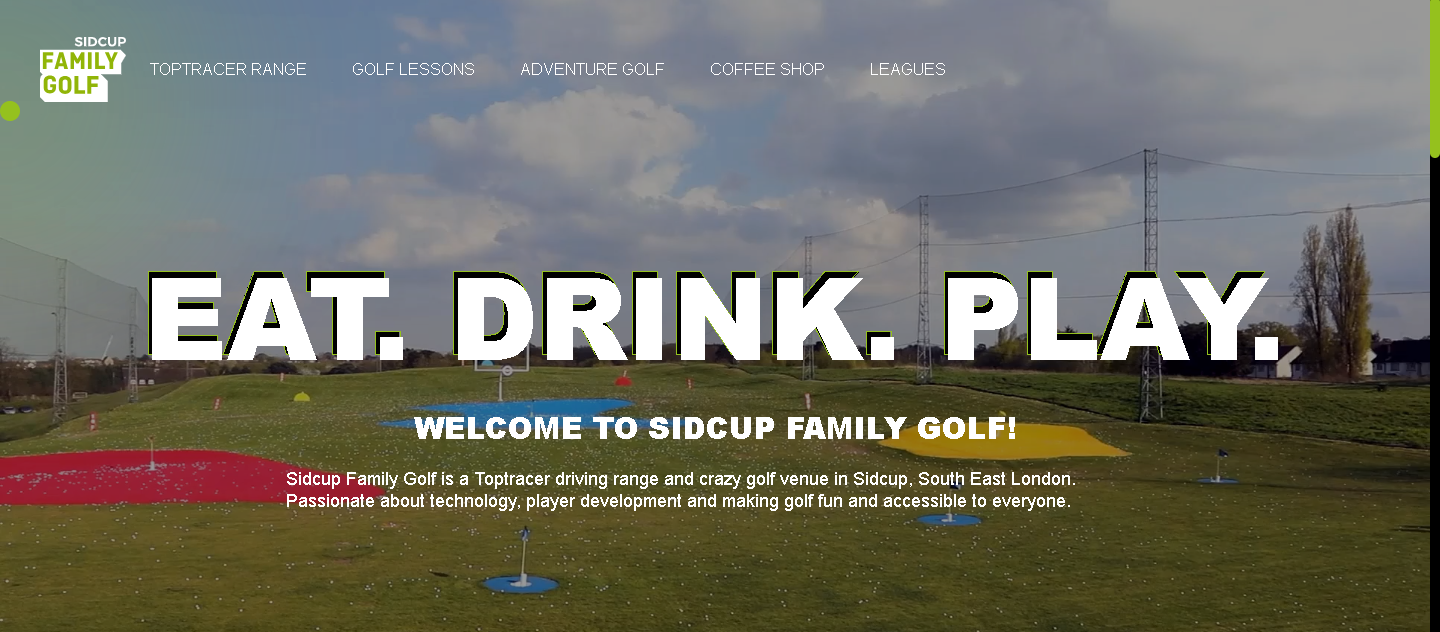 SIDCUP
FAMILY
GOLF
TOPTRACER RANGE GOLF LESSONS ADVENTURE GOLF COFFEE SHOP LEAGUES
EAT. DRINK. PLAY.
WELCOME TO SIDCUP FAMILY GOLF!
Sidcup Family Golf is a Toptracer driving range and crazy golf venue in Sidcup, South East London.
Passionate about technology, player development and making golf fun and accessible to everyone.